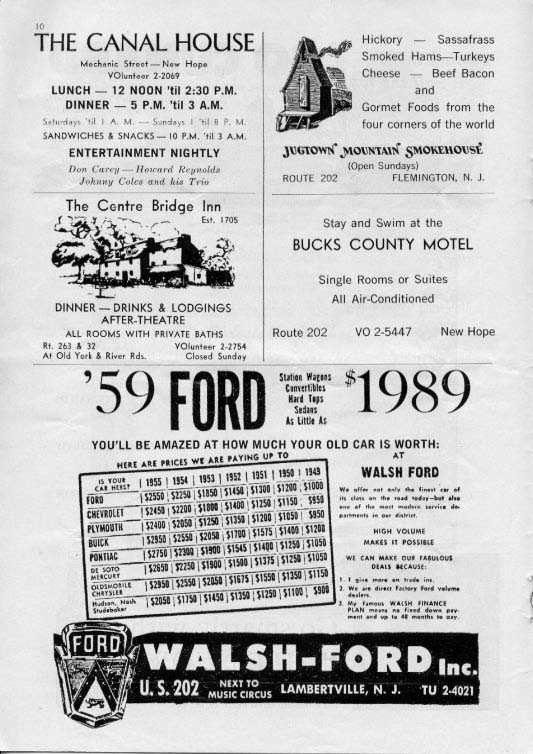 10
THE CANAL HOUSE
Mechanic Street — New Hope
VOlunteer 2-2069
LUNCH — 12 NOON 'til 2:30 P.M.
DINNER — 5 P.M. 'til 3 A.M.
Saturdays 'til 1 A. M. — Sundays 1 'til 8 P. M.
SANDWICHES & SNACKS — 10 P.M. 'til 3 A.M.
ENTERTAINMENT NIGHTLY
Don Carey — Howard Reynolds
Johnny Coles and his Trio
Hickory — Sassafrass
Smoked Hams—Turkeys
Cheese — Beef Bacon
and
Gormet Foods from the
four corners of the world
JUGTOWN MOUNTAIN SMOKEHOUSE
(Open Sundays)
ROUTE 202 FLEMINGTON, N. J.
The Centre Bridge Inn
Est. 1705
DINNER — DRINKS & LODGINGS
AFTER-THEATRE
ALL ROOMS WITH PRIVATE BATHS
Rt. 263 & 32 VOlunteer 2-2754
At Old York & River Rds. Closed Sunday
Stay and Swim at the
BUCKS COUNTY MOTEL
Single Rooms or Suites
All Air-Conditioned
Route 202 VO 2-5447 New Hope
'59 FORD
Station Wagons
Convertibles
Hard Tops
Sedans
As Little As
$1989
YOU'LL BE AMAZED AT HOW MUCH YOUR OLD CAR IS WORTH:
HERE ARE PRICES WE ARE PAYING UP TO
IS YOUR CAR HERE? 1955 1954 1953 1952 1951 1950 1949
FORD $2550 $2250 $1850 $1450 $1300 $1200 $1000
CHEVROLET $2450 $2200 $1800 $1400 $1250 $1150 $950
PLYMOUTH $2400 $2050 $1250 $1350 $1200 $1050 $950
BUICK $2950 $2550 $2050 $1700 $1575 $1400 $1200
PONTIAC $2750 $2300 $1900 $1545 $1400 $1250 $1050
DE SOTO MERCURY $2650 $2250 $1900 $1500 $1375 $1250 $1050
OLDSMOBILE CHRYSLER $2950 $2550 $2050 $1675 $1550 $1350 $1150
Hudson, Nash Studebaker $2050 $1750 $1450 $1350 $1250 $1100 $900
AT
WALSH FORD
We offer not only the finest car of
its class on the road today—but also
one of the most modern service de-
partments in our district.
HIGH VOLUME
MAKES IT POSSIBLE
WE CAN MAKE OUR FABULOUS
DEALS BECAUSE:
1. I give more on trade ins.
2. We are direct Factory Ford volume
dealers.
3. My famous WALSH FINANCE
PLAN means no fixed down pay-
ment and up to 48 months to pay.
FORD
WALSH-FORD Inc.
U. S. 202 NEXT TO MUSIC CIRCUS LAMBERTVILLE, N. J. TU 2-4021